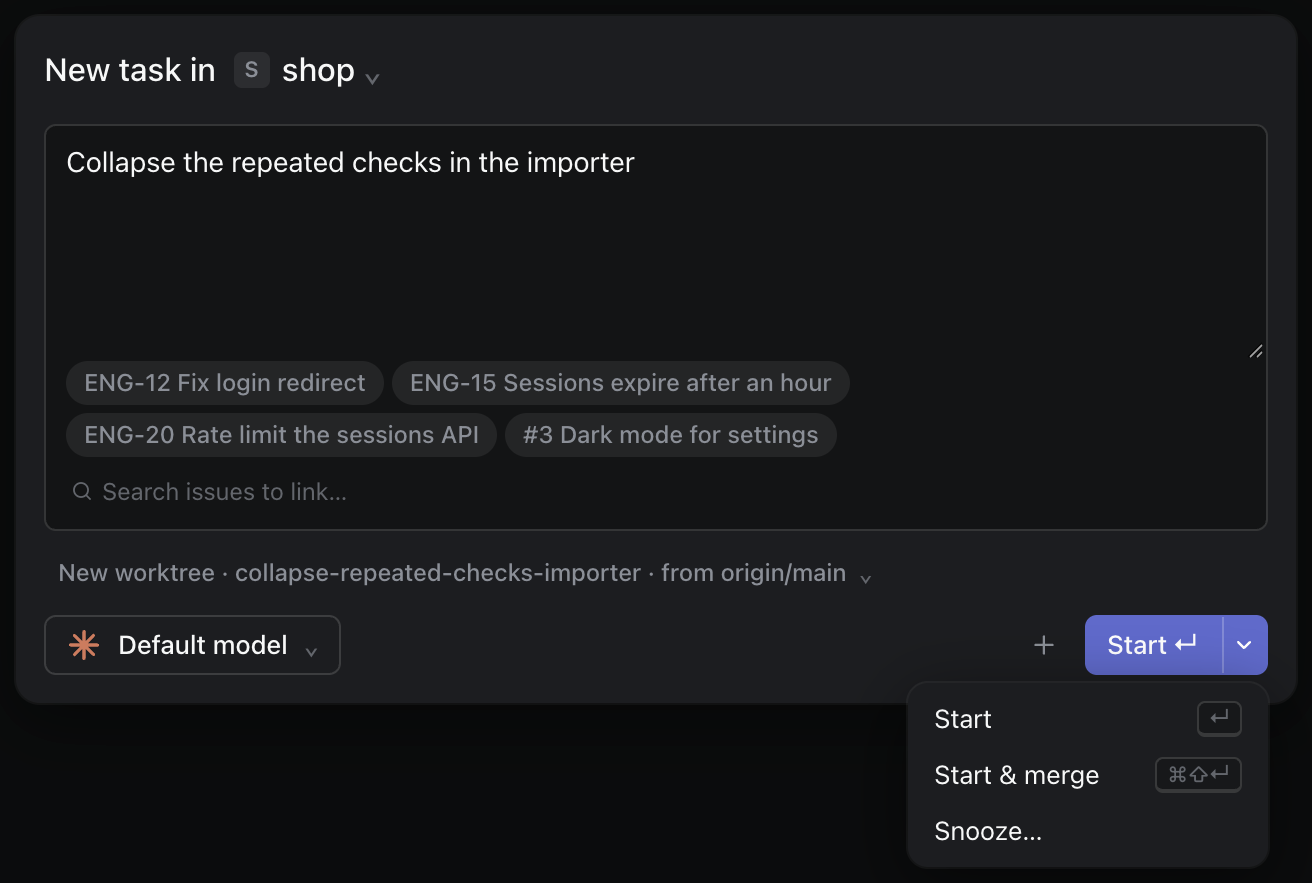 New task in S shop
Collapse the repeated checks in the importer
ENG-12 Fix login redirect ENG-15 Sessions expire after an hour
ENG-20 Rate limit the sessions API #3 Dark mode for settings
Search issues to link...
New worktree · collapse-repeated-checks-importer · from origin/main
Default model + Start ↵
Start ↵
Start & merge ⌘⇧↵
Snooze...